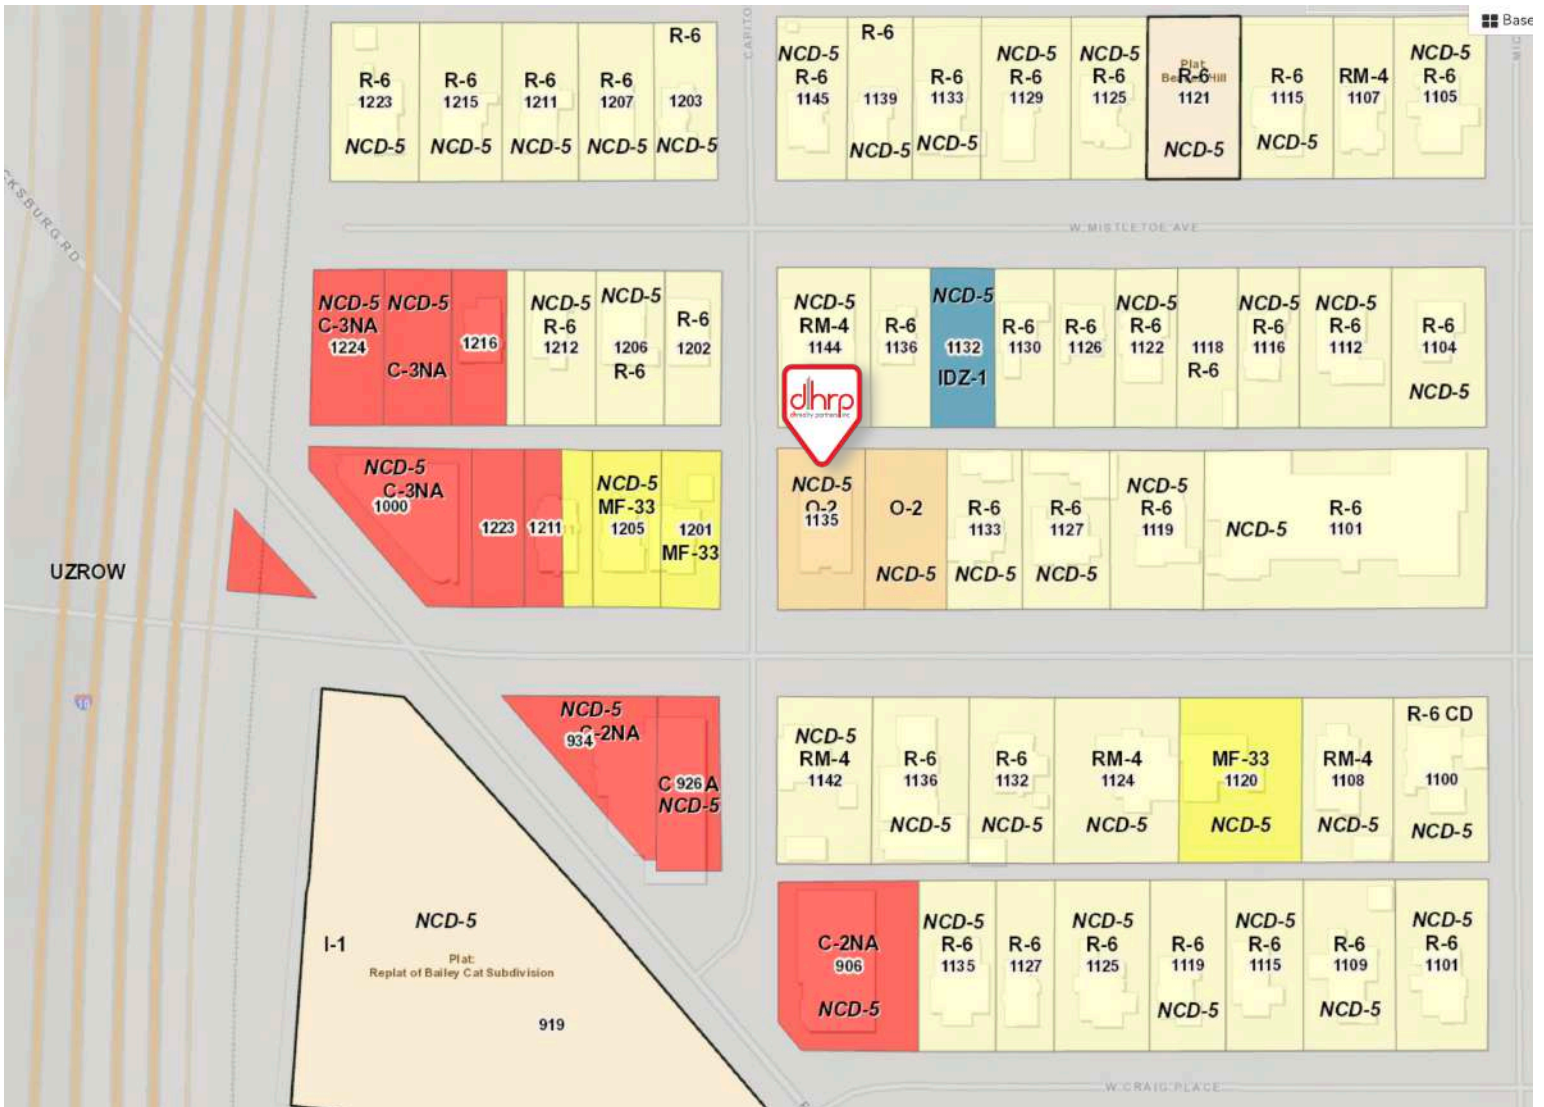 Base
R-6
1223
NCD-5
R-6
1215
NCD-5
R-6
1211
NCD-5
R-6
1207
NCD-5
R-6
1203
NCD-5
CAPITO
NCD-5
R-6
1145
R-6
1139
NCD-5
R-6
1133
NCD-5
NCD-5
R-6
1129
NCD-5
R-6
1125
Plat:
R-6
1121
NCD-5
R-6
1115
NCD-5
RM-4
1107
NCD-5
R-6
1105
MIC
CKSBURG RD
W MISTLETOE AVE
NCD-5
C-3NA
1224
NCD-5
C-3NA
1216
NCD-5
R-6
1212
NCD-5
1206
R-6
R-6
1202
NCD-5
RM-4
1144
R-6
1136
NCD-5
1132
IDZ-1
R-6
1130
R-6
1126
NCD-5
R-6
1122
1118
R-6
NCD-5
R-6
1116
NCD-5
R-6
1112
R-6
1104
NCD-5
dhrp
NCD-5
C-3NA
1000
1223
1211
NCD-5
MF-33
1205
1201
MF-33
NCD-5
O-2
1135
O-2
NCD-5
R-6
1133
NCD-5
R-6
1127
NCD-5
NCD-5
R-6
1119
NCD-5
R-6
1101
UZROW
10
NCD-5
C-2NA
934
C
926
A
NCD-5
NCD-5
RM-4
1142
R-6
1136
NCD-5
R-6
1132
NCD-5
RM-4
1124
NCD-5
MF-33
1120
NCD-5
RM-4
1108
NCD-5
R-6 CD
1100
NCD-5
NCD-5
I-1
Plat:
Replat of Bailey Cat Subdivision
919
C-2NA
906
NCD-5
NCD-5
R-6
1135
R-6
1127
NCD-5
R-6
1125
R-6
1119
NCD-5
NCD-5
R-6
1115
R-6
1109
NCD-5
NCD-5
R-6
1101
W CRAIG PLACE